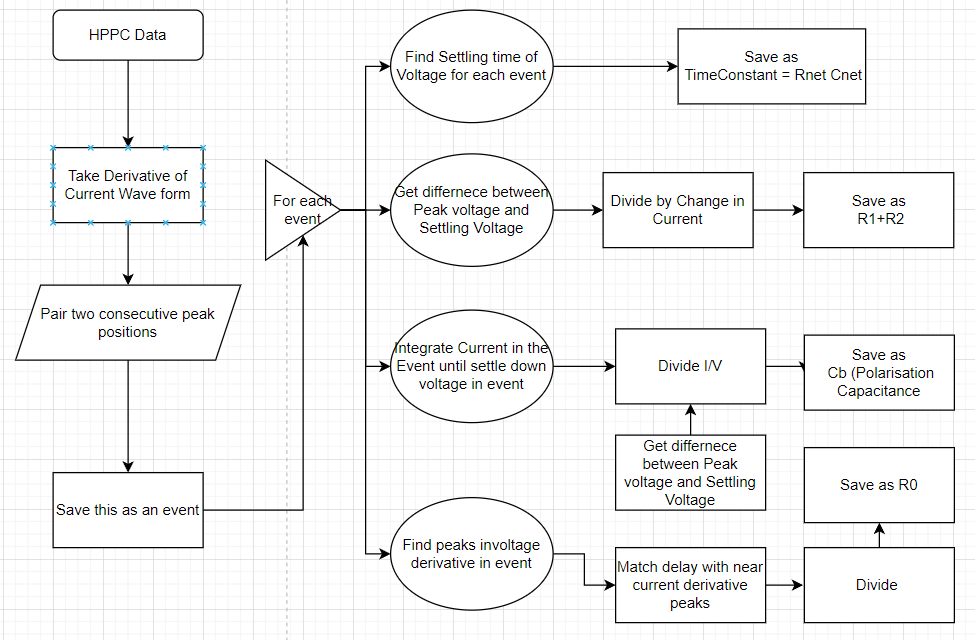 HPPC Data
Take Derivative of
Current Wave form
Pair two consecutive peak
positions
Save this as an event
For each
event
Find Settling time of
Voltage for each event
Save as
TimeConstant = Rnet Cnet
Get differnece between
Peak voltage and
Settling Voltage
Divide by Change in
Current
Save as
R1+R2
Integrate Current in the
Event until settle down
voltage in event
Divide I/V
Save as
Cb (Polarisation
Capacitance
Get differnece
between Peak
voltage and Settling
Voltage
Find peaks involtage
derivative in event
Match delay with near
current derivative
peaks
Divide
Save as R0